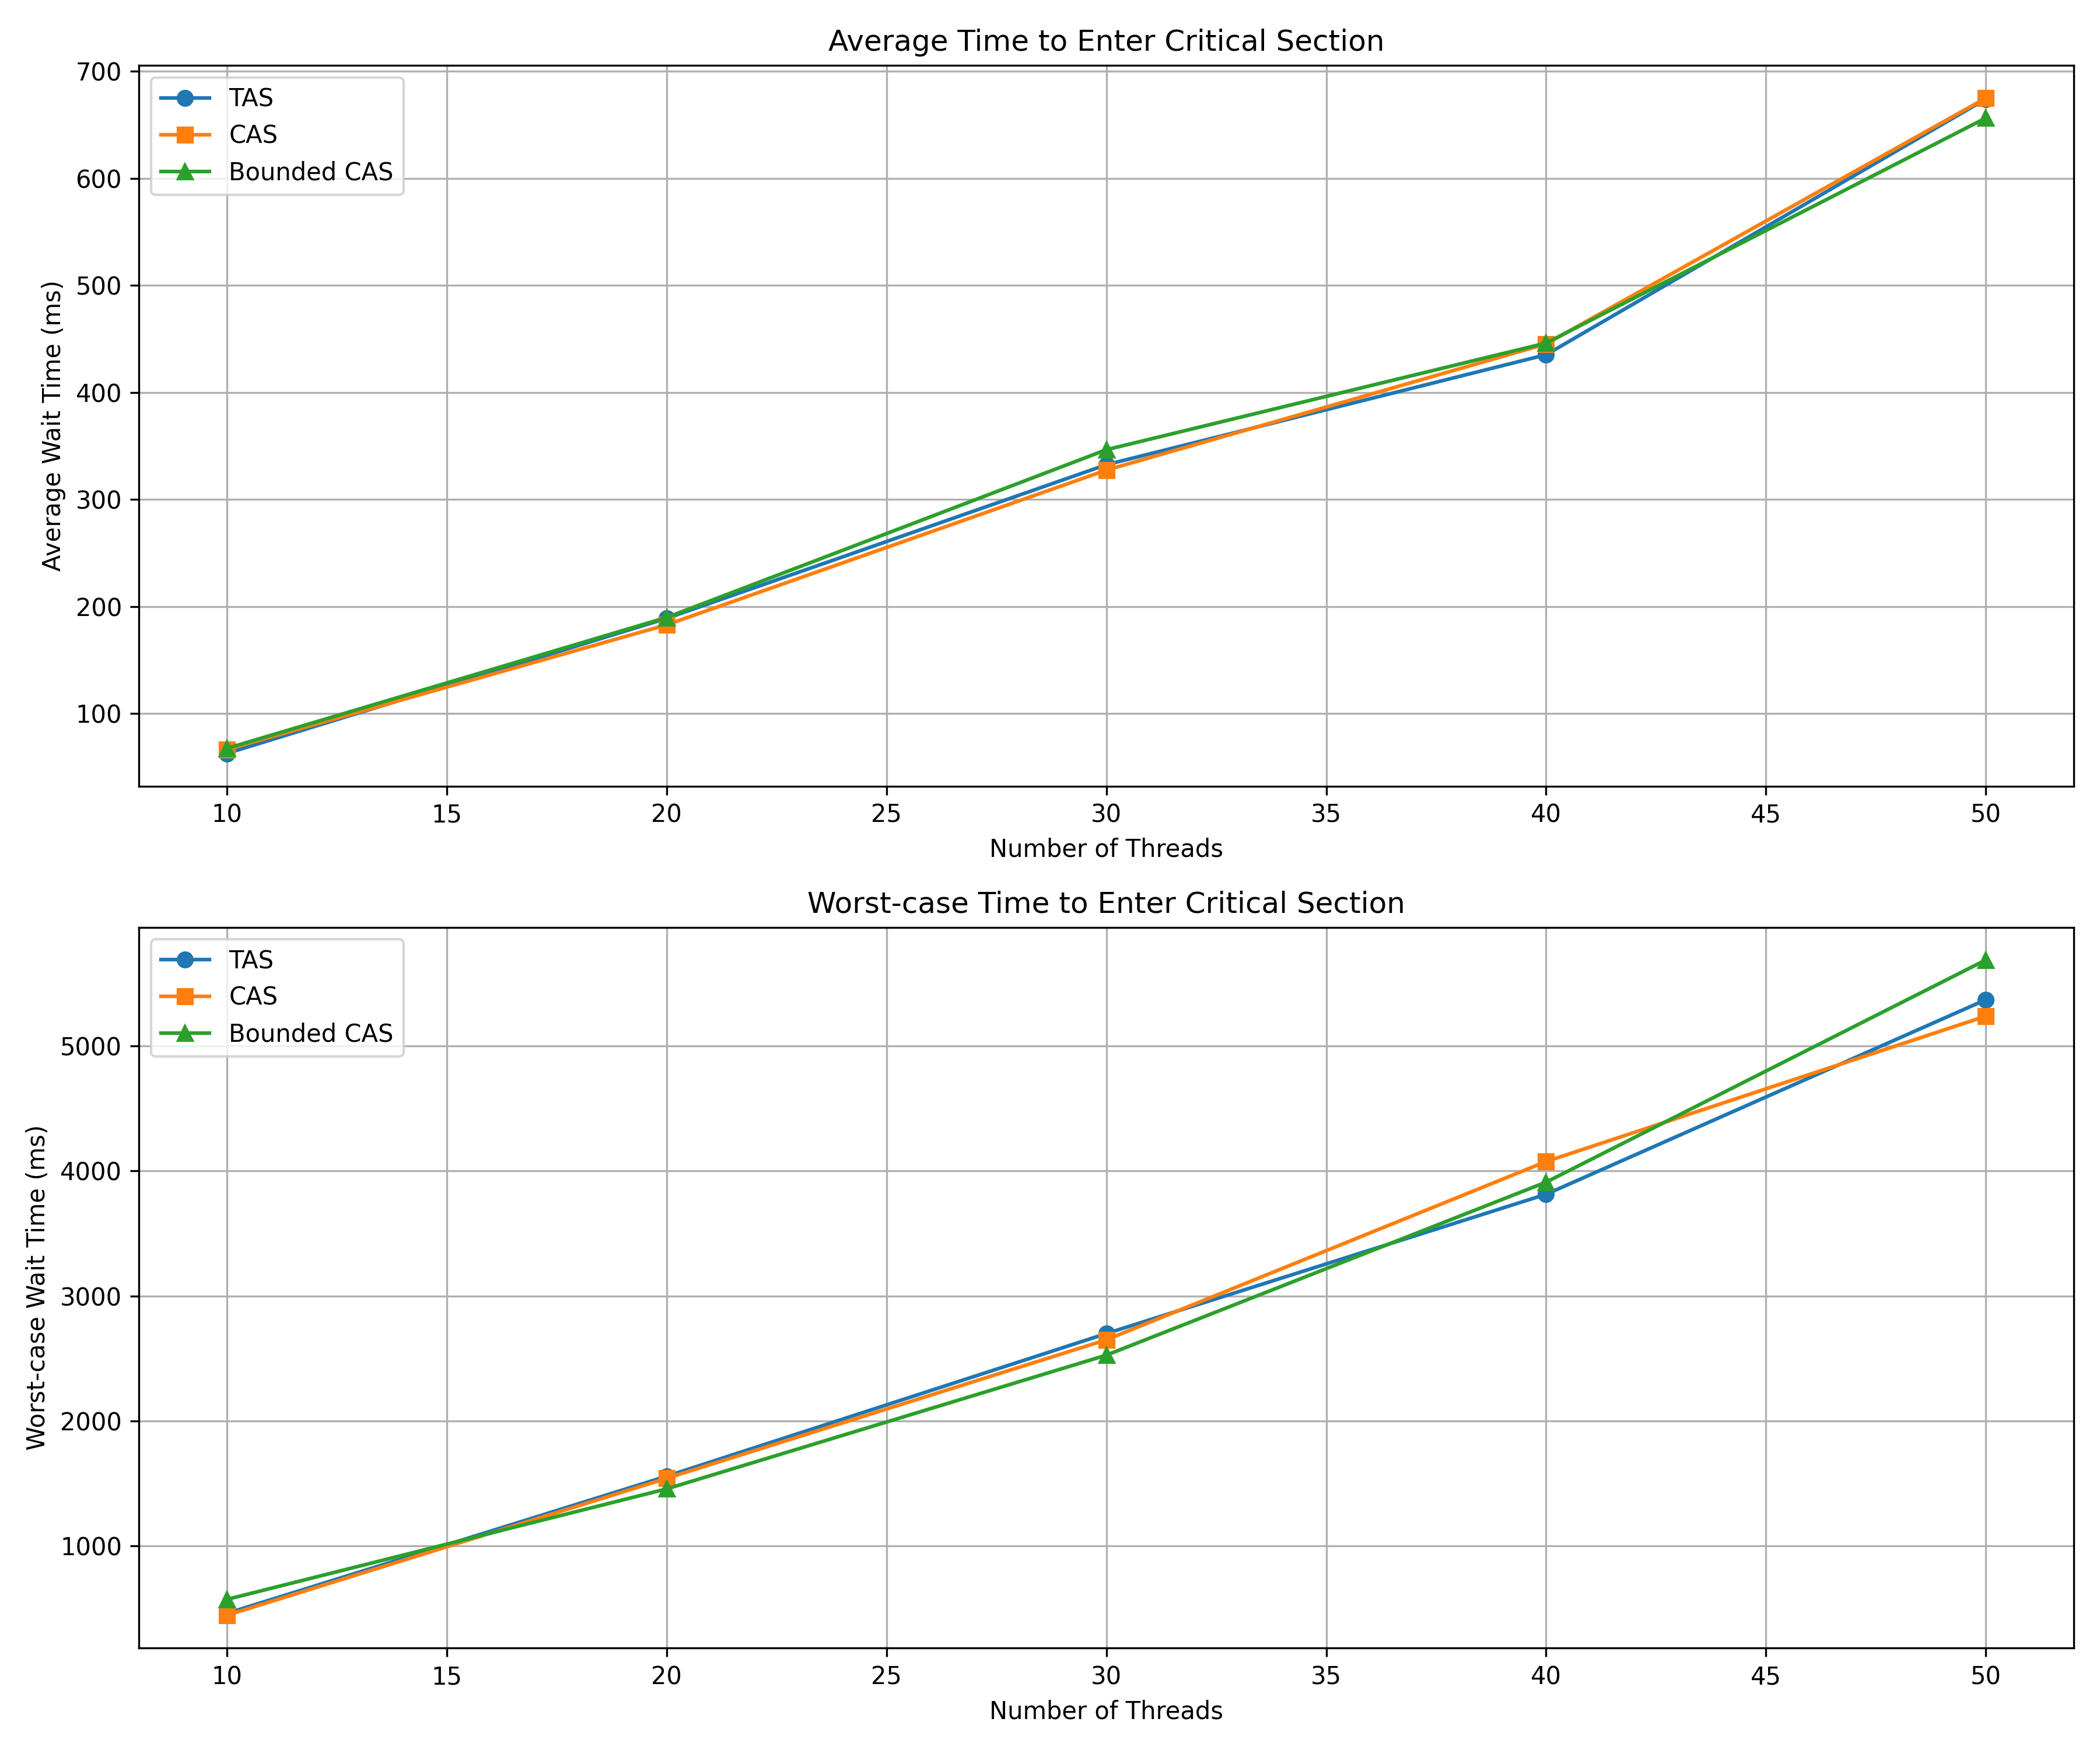 Average Time to Enter Critical Section
700
600
500
400
300
200
100
Average Wait Time (ms)
TAS
CAS
Bounded CAS
10 15 20 25 30 35 40 45 50
Number of Threads
Worst-case Time to Enter Critical Section
5000
4000
3000
2000
1000
Worst-case Wait Time (ms)
TAS
CAS
Bounded CAS
10 15 20 25 30 35 40 45 50
Number of Threads